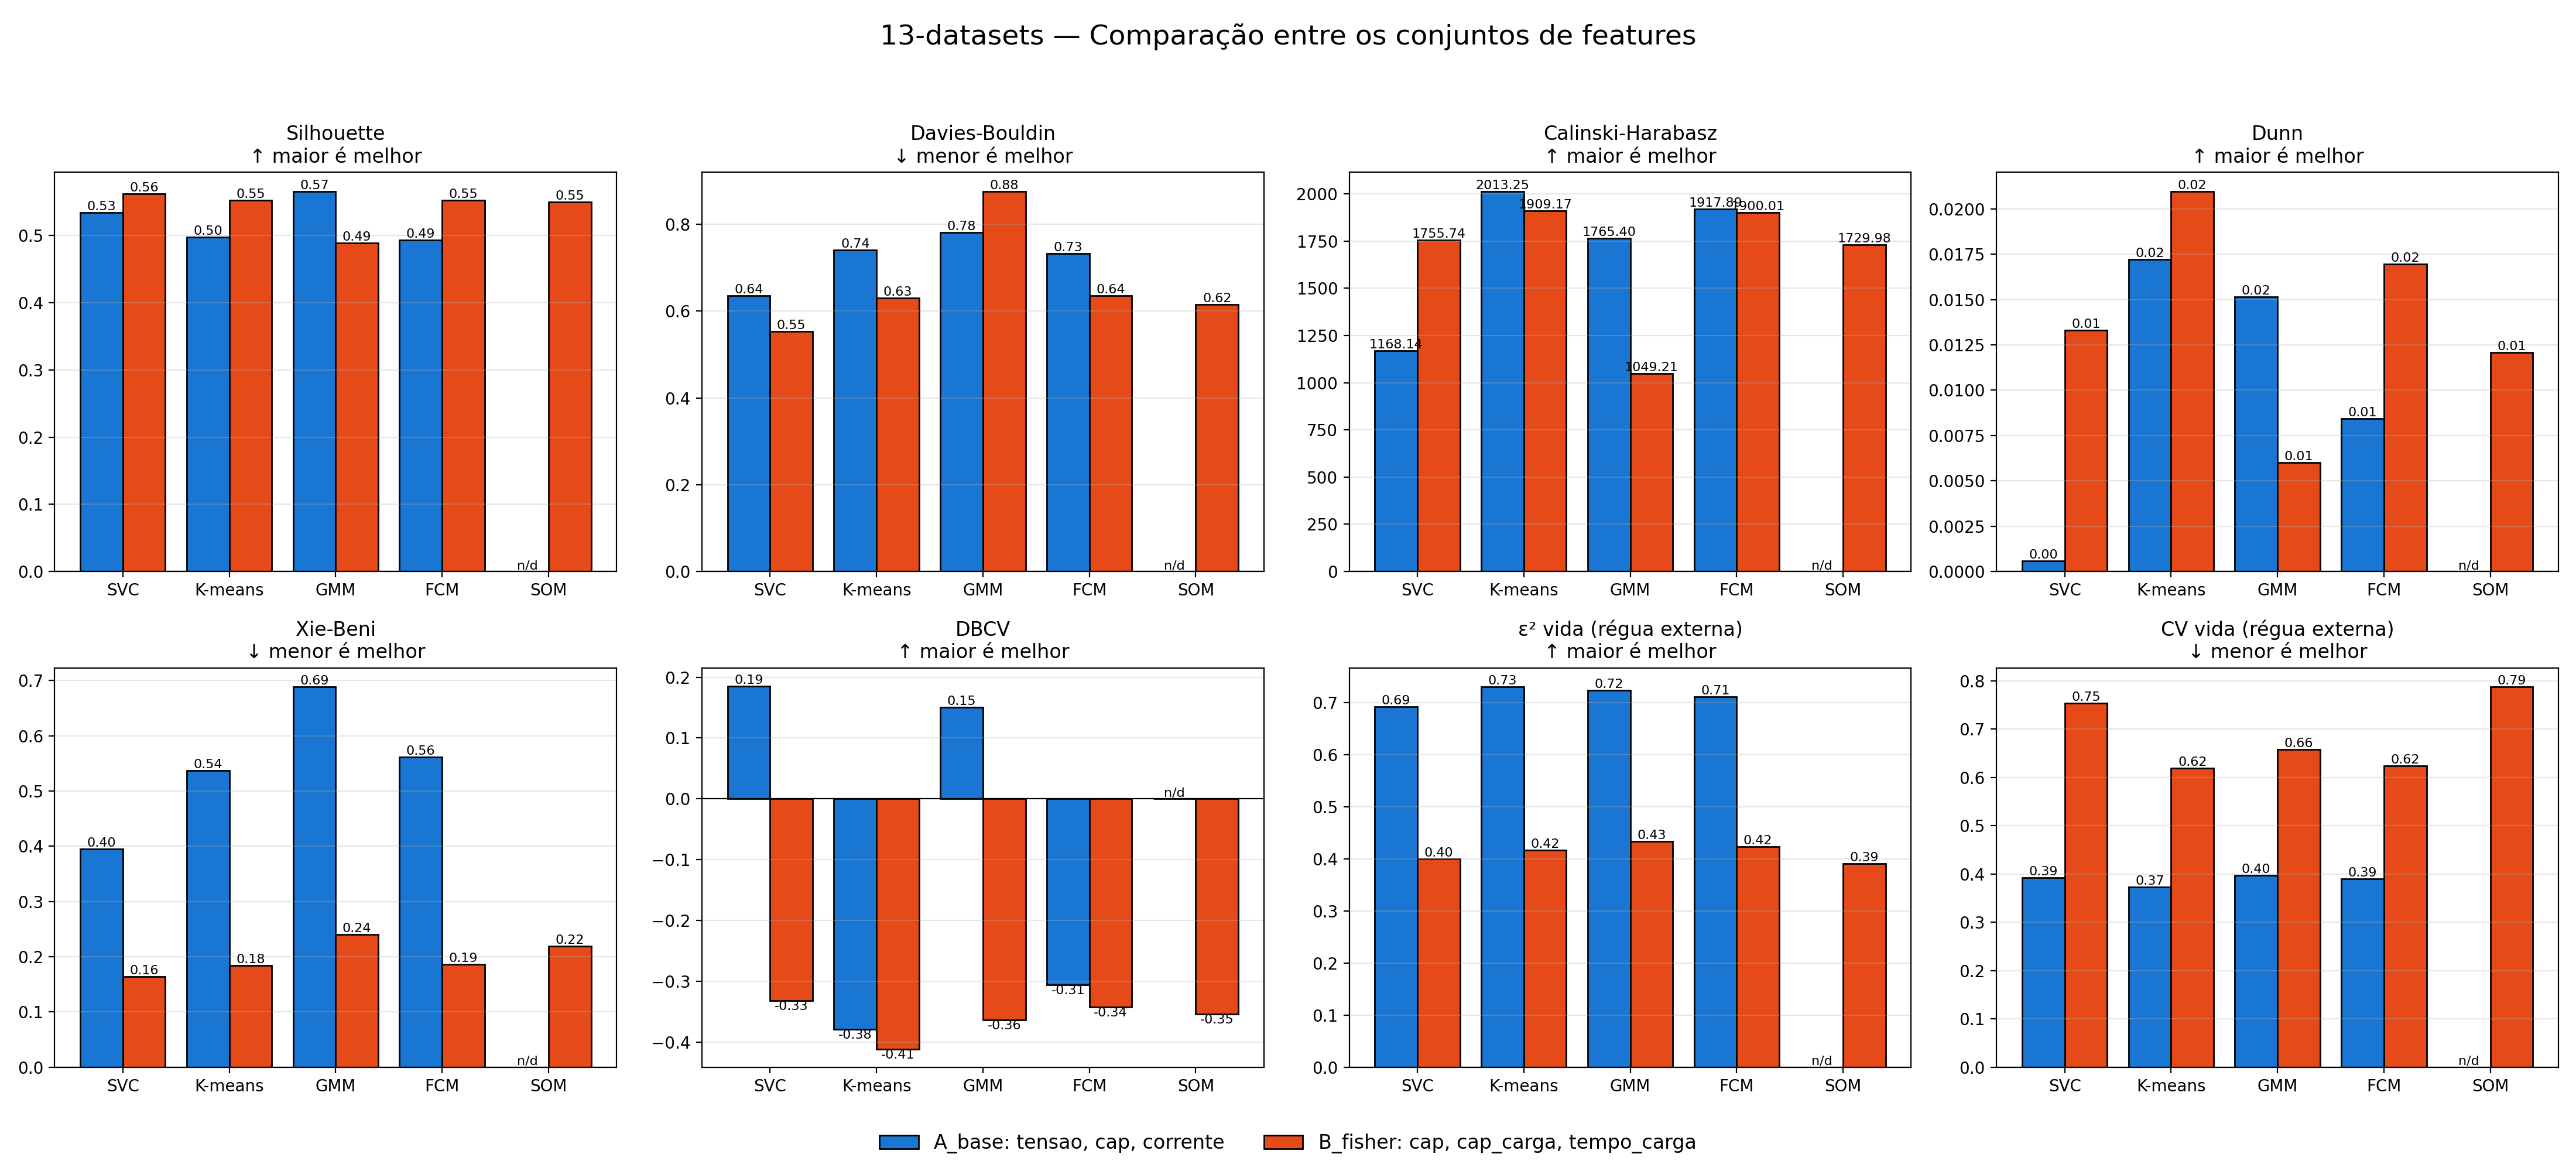 13-datasets — Comparação entre os conjuntos de features
Silhouette
↑ maior é melhor
0.5
0.4
0.3
0.2
0.1
0.0
0.53
0.56
0.50
0.55
0.57
0.49
0.49
0.55
n/d
0.55
SVC
K-means
GMM
FCM
SOM
Davies-Bouldin
↓ menor é melhor
0.8
0.6
0.4
0.2
0.0
0.64
0.55
0.74
0.63
0.78
0.88
0.73
0.64
n/d
0.62
SVC
K-means
GMM
FCM
SOM
Calinski-Harabasz
↑ maior é melhor
2000
1750
1500
1250
1000
750
500
250
0
1168.14
1755.74
2013.25
1909.17
1765.40
1049.21
1917.89
1900.01
n/d
1729.98
SVC
K-means
GMM
FCM
SOM
Dunn
↑ maior é melhor
0.0200
0.0175
0.0150
0.0125
0.0100
0.0075
0.0050
0.0025
0.0000
0.00
0.01
0.02
0.02
0.02
0.01
0.01
0.02
n/d
0.01
SVC
K-means
GMM
FCM
SOM
Xie-Beni
↓ menor é melhor
0.7
0.6
0.5
0.4
0.3
0.2
0.1
0.0
0.40
0.16
0.54
0.18
0.69
0.24
0.56
0.19
n/d
0.22
SVC
K-means
GMM
FCM
SOM
DBCV
↑ maior é melhor
0.2
0.1
0.0
−0.1
−0.2
−0.3
−0.4
0.19
-0.33
-0.38
-0.41
0.15
-0.36
-0.31
-0.34
n/d
-0.35
SVC
K-means
GMM
FCM
SOM
ε² vida (régua externa)
↑ maior é melhor
0.7
0.6
0.5
0.4
0.3
0.2
0.1
0.0
0.69
0.40
0.73
0.42
0.72
0.43
0.71
0.42
n/d
0.39
SVC
K-means
GMM
FCM
SOM
CV vida (régua externa)
↓ menor é melhor
0.8
0.7
0.6
0.5
0.4
0.3
0.2
0.1
0.0
0.39
0.75
0.37
0.62
0.40
0.66
0.39
0.62
n/d
0.79
SVC
K-means
GMM
FCM
SOM
A_base: tensao, cap, corrente
B_fisher: cap, cap_carga, tempo_carga